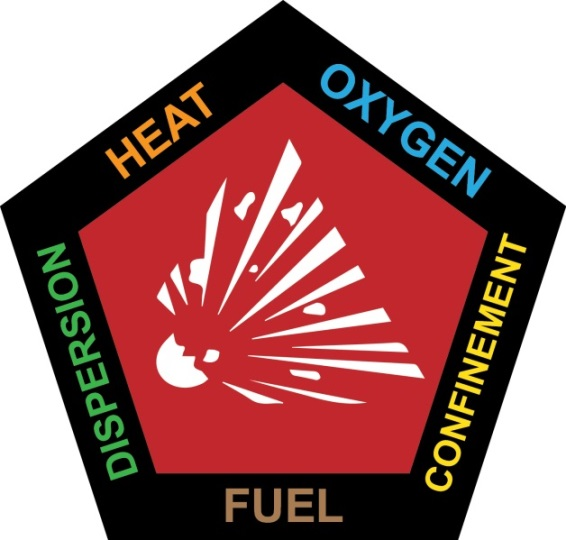 HEAT
OXYGEN
DISPERSION
CONFINEMENT
FUEL